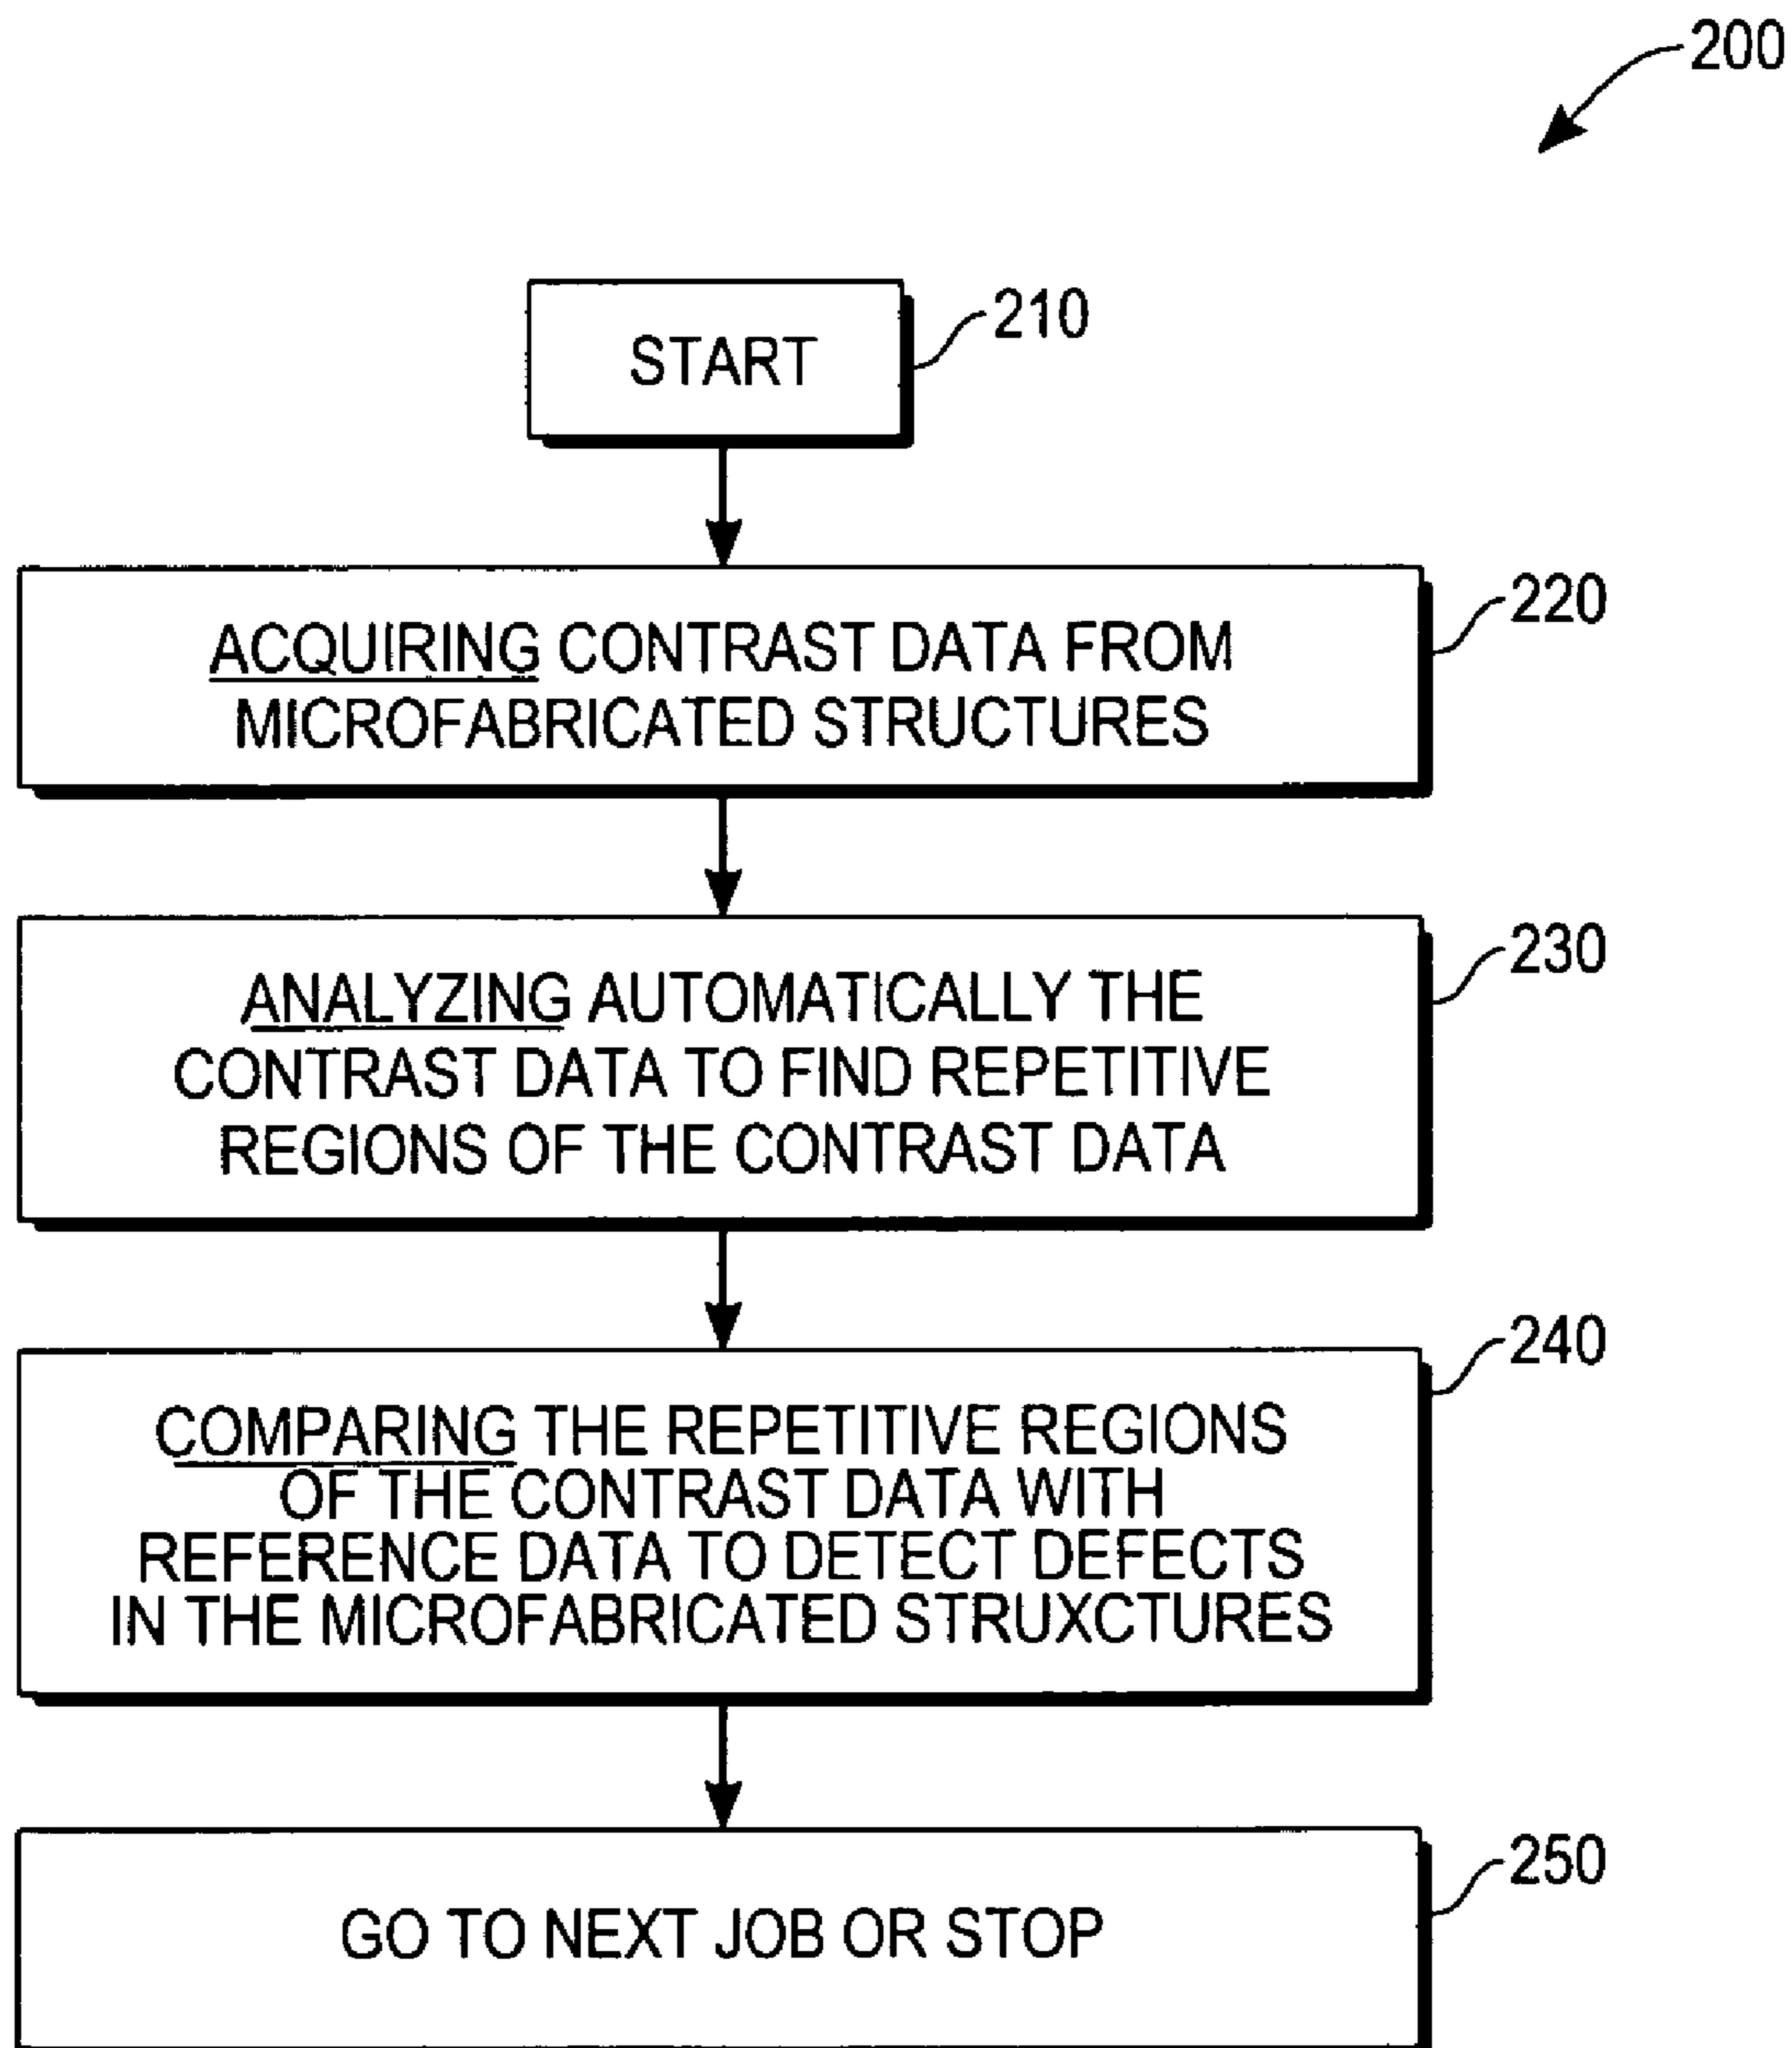 200
START
210
ACQUIRING CONTRAST DATA FROM
MICROFABRICATED STRUCTURES
220
ANALYZING AUTOMATICALLY THE
CONTRAST DATA TO FIND REPETITIVE
REGIONS OF THE CONTRAST DATA
230
COMPARING THE REPETITIVE REGIONS
OF THE CONTRAST DATA WITH
REFERENCE DATA TO DETECT DEFECTS
IN THE MICROFABRICATED STRUXCTURES
240
GO TO NEXT JOB OR STOP
250